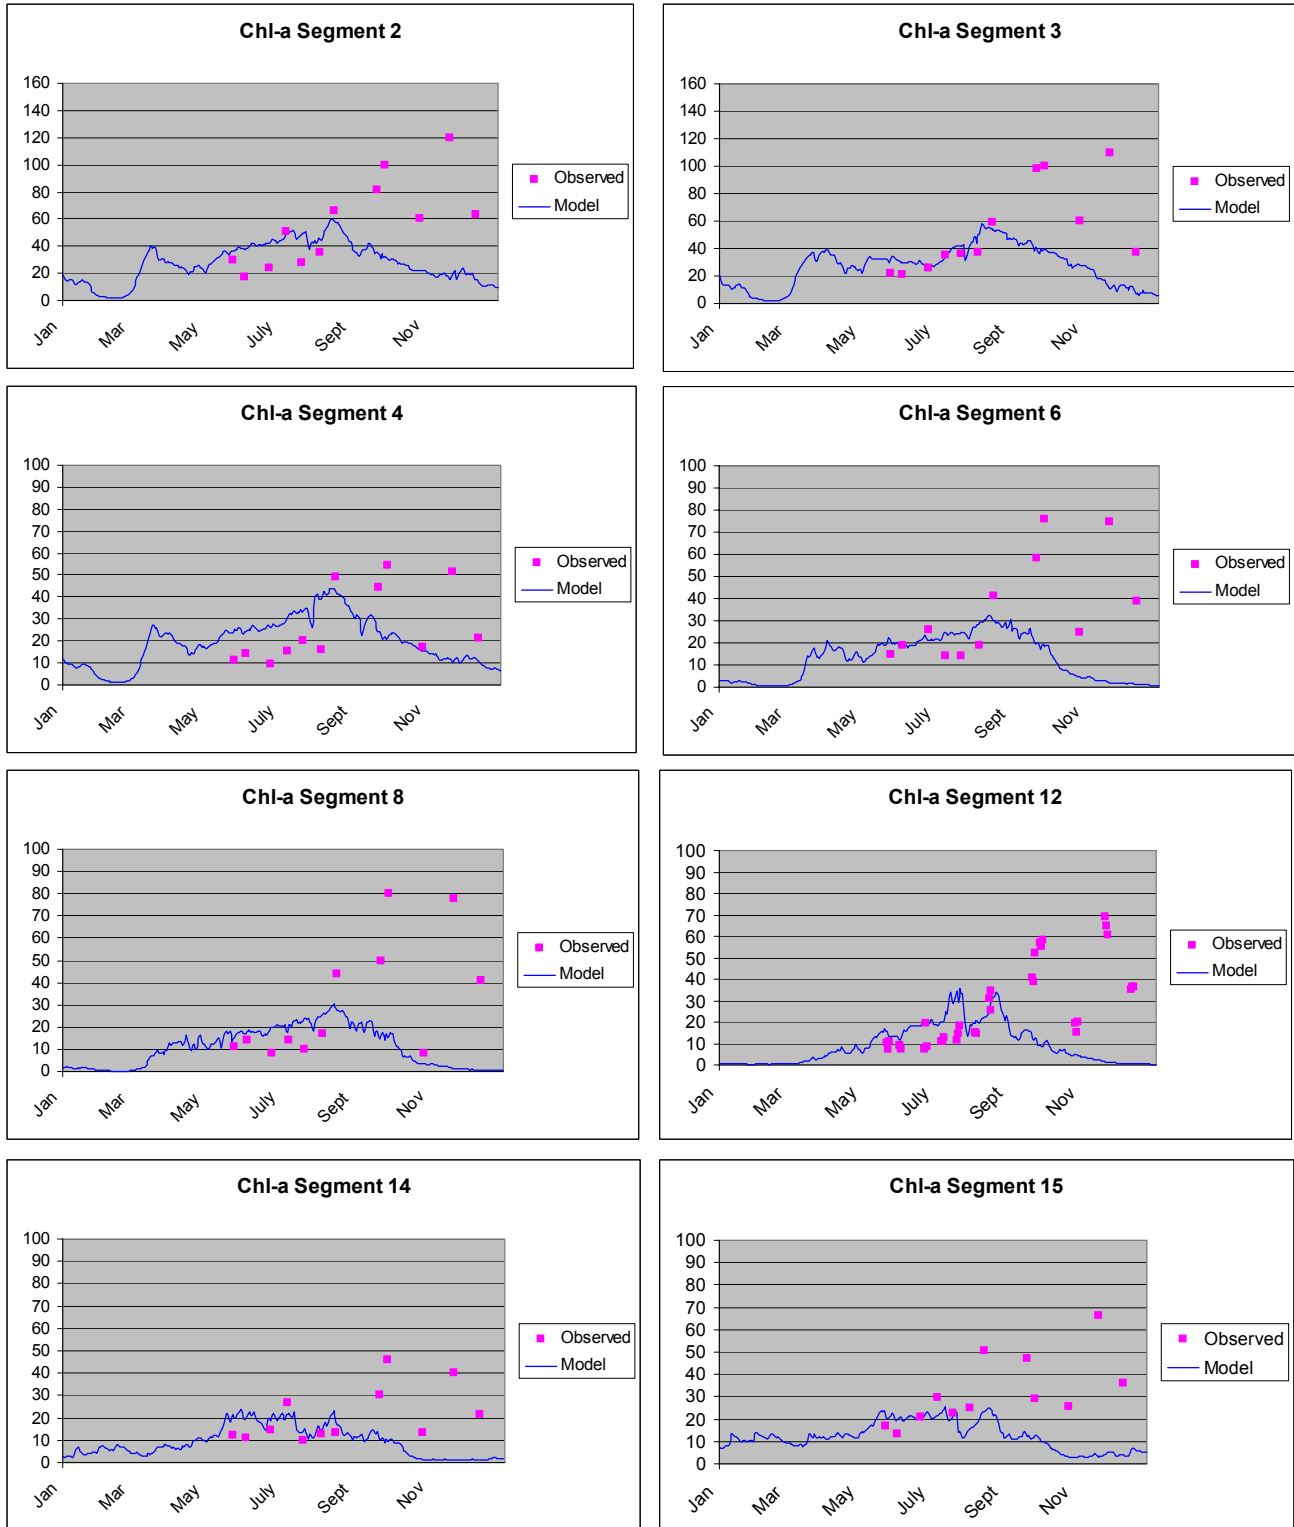 Chl-a Segment 2
160
140
120
100
80
60
40
20
0
Jan
Mar
May
July
Sept
Nov
Observed
Model
Chl-a Segment 3
160
140
120
100
80
60
40
20
0
Jan
Mar
May
July
Sept
Nov
Observed
Model
Chl-a Segment 4
100
90
80
70
60
50
40
30
20
10
0
Jan
Mar
May
July
Sept
Nov
Observed
Model
Chl-a Segment 6
100
90
80
70
60
50
40
30
20
10
0
Jan
Mar
May
July
Sept
Nov
Observed
Model
Chl-a Segment 8
100
90
80
70
60
50
40
30
20
10
0
Jan
Mar
May
July
Sept
Nov
Observed
Model
Chl-a Segment 12
100
90
80
70
60
50
40
30
20
10
0
Jan
Mar
May
July
Sept
Nov
Observed
Model
Chl-a Segment 14
100
90
80
70
60
50
40
30
20
10
0
Jan
Mar
May
July
Sept
Nov
Observed
Model
Chl-a Segment 15
100
90
80
70
60
50
40
30
20
10
0
Jan
Mar
May
July
Sept
Nov
Observed
Model